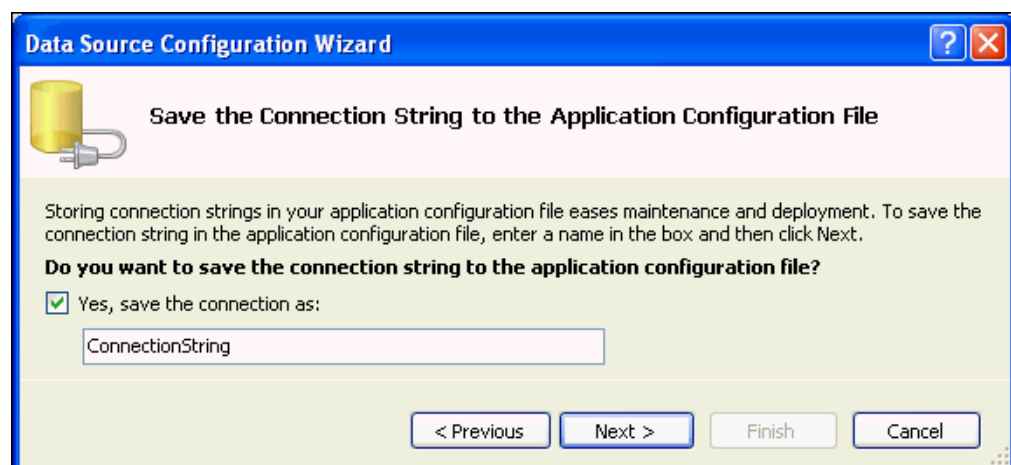 Data Source Configuration Wizard
Save the Connection String to the Application Configuration File
Storing connection strings in your application configuration file eases maintenance and deployment. To save the
connection string in the application configuration file, enter a name in the box and then click Next.
Do you want to save the connection string to the application configuration file?
Yes, save the connection as:
ConnectionString
< Previous Next > Finish Cancel